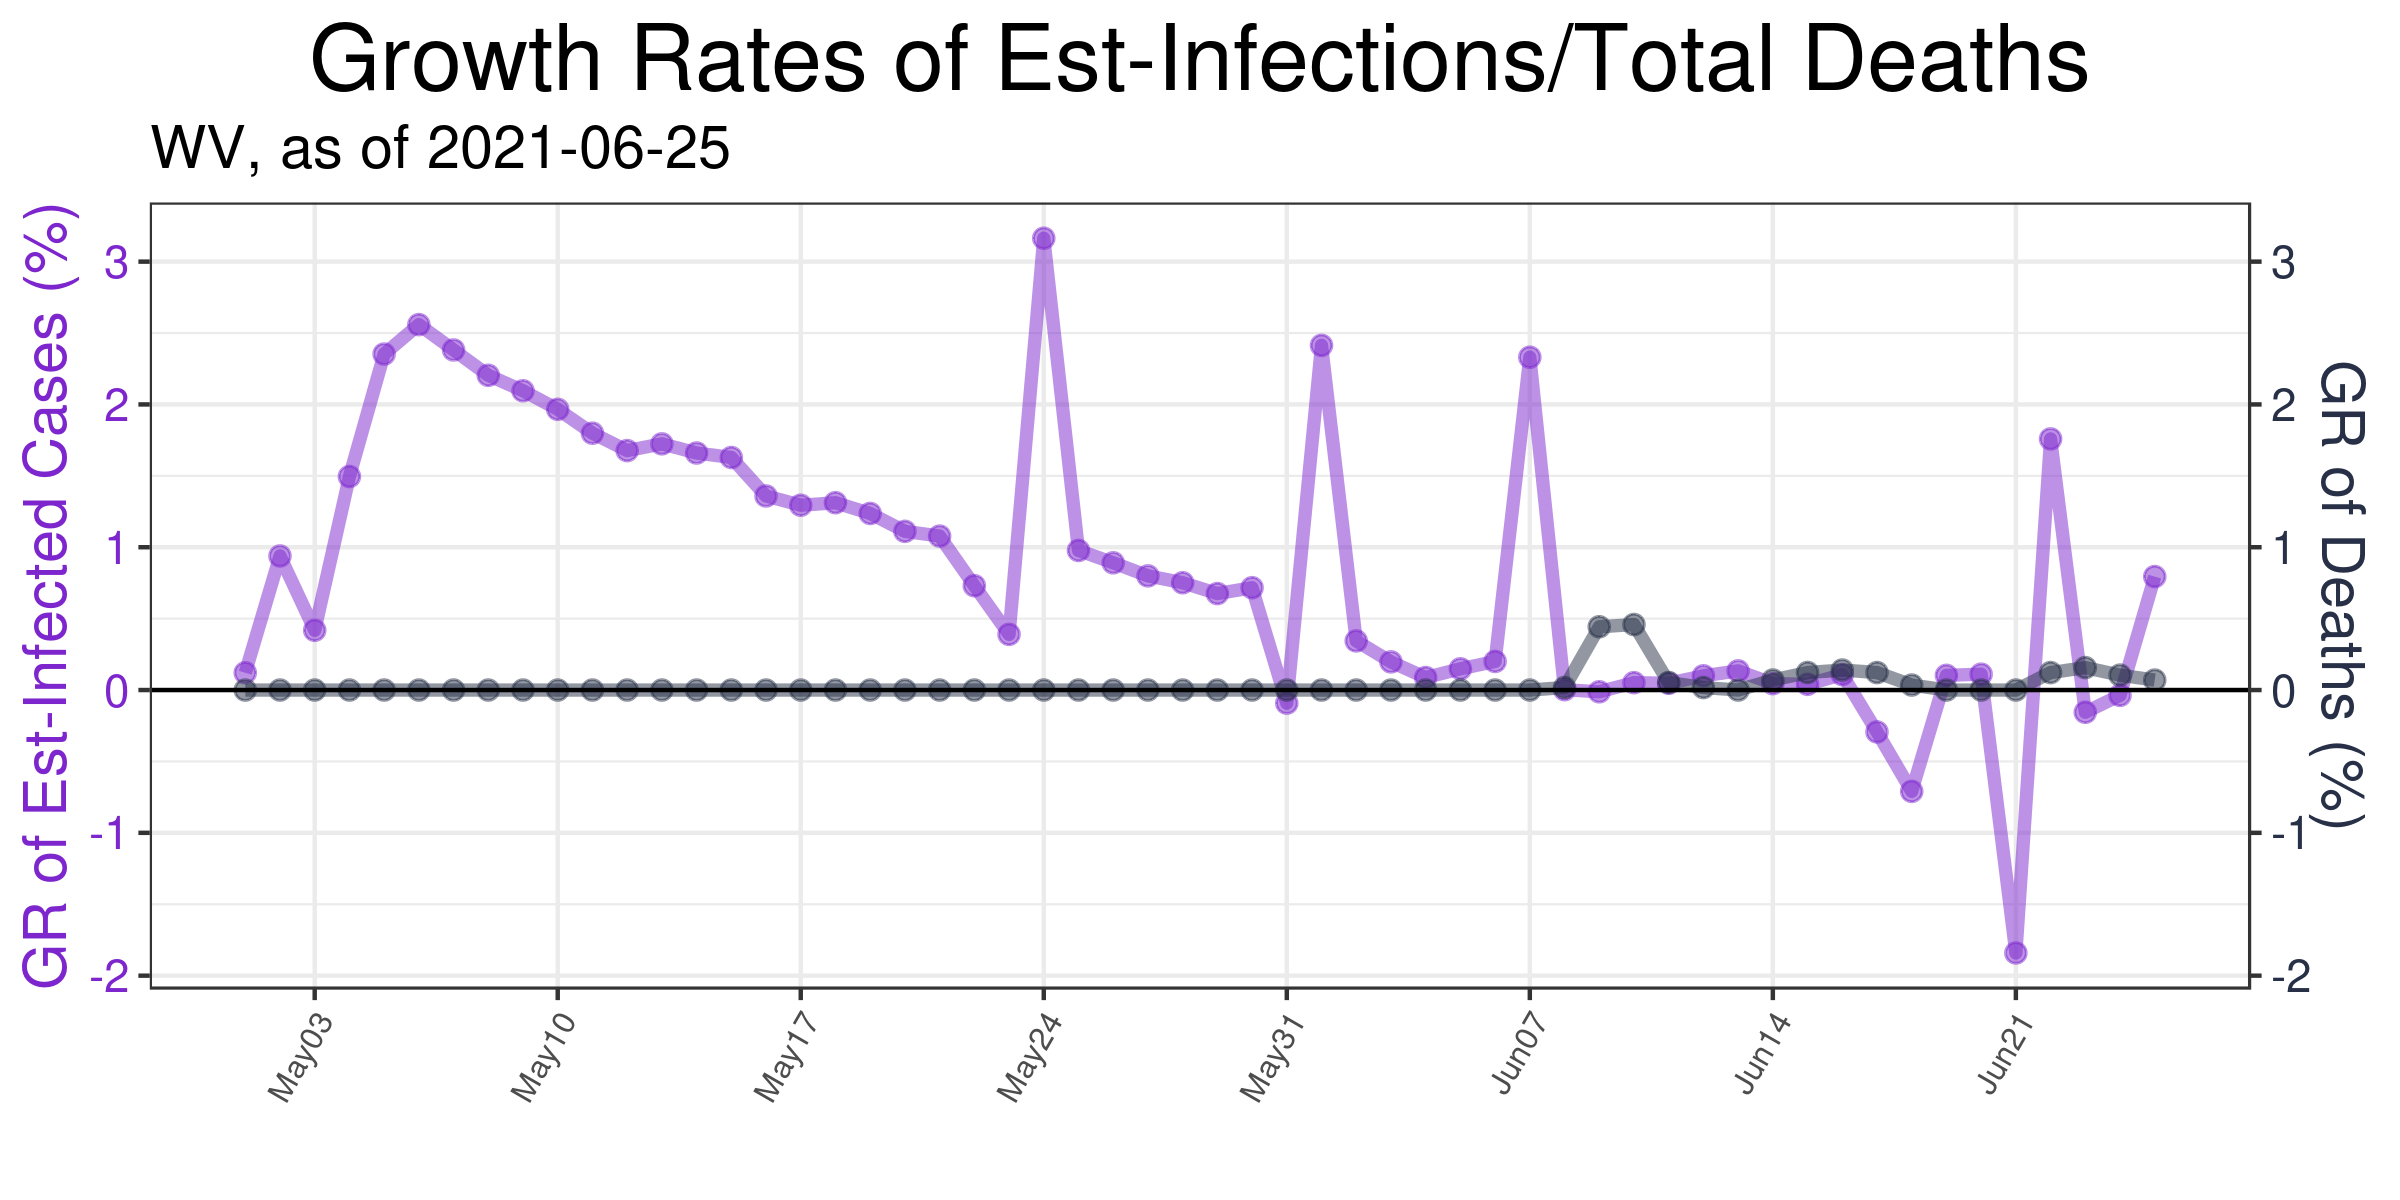 Growth Rates of Est-Infections/Total Deaths
WV, as of 2021-06-25
GR of Est-Infected Cases (%)
3
2
1
0
-1
-2
3
2
1
0
-1
-2
GR of Deaths (%)
May03
May10
May17
May24
May31
Jun07
Jun14
Jun21